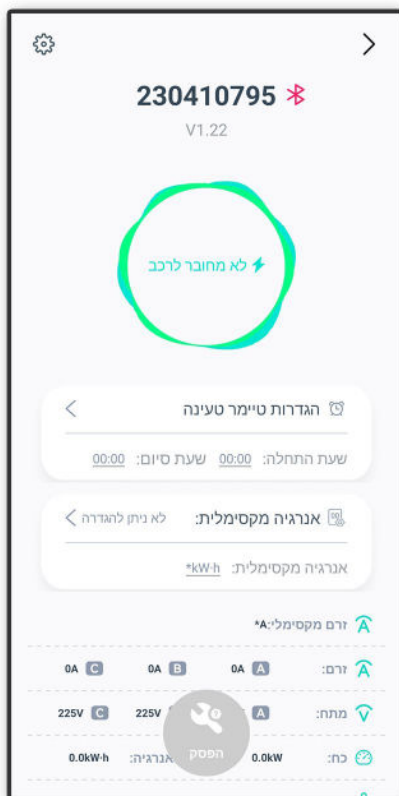 230410795
V1.22
לא מחובר לרכב
הגדרות טיימר טעינה
שעת התחלה: 00:00 שעת סיום: 00:00
אנרגיה מקסימלית: לא ניתן להגדרה
אנרגיה מקסימלית: kW·h*
זרם מקסימלי:A*
זרם: A 0A B 0A C 0A
מתח: A 225V C 225V
כח: 0.0kW אנרגיה: 0.0kW·h
הפסק